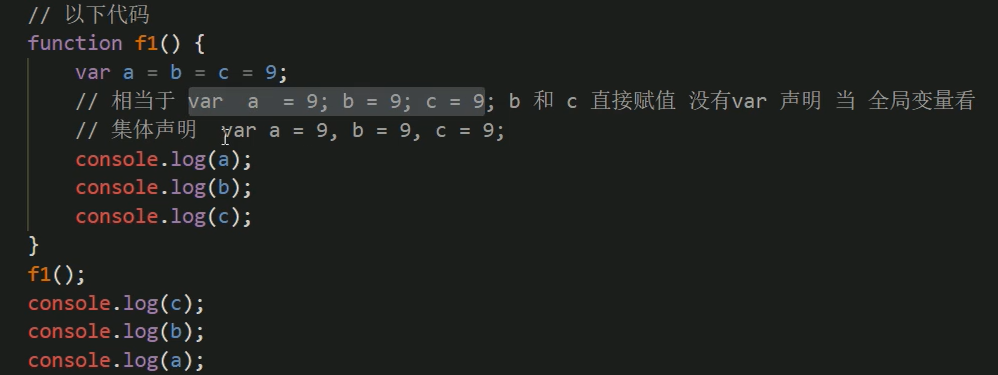 // 以下代码
function f1() {
    var a = b = c = 9;
    // 相当于 var  a  = 9; b = 9; c = 9; b 和 c 直接赋值 没有var 声明 当 全局变量看
    // 集体声明  var a = 9, b = 9, c = 9;
    console.log(a);
    console.log(b);
    console.log(c);
}
f1();
console.log(c);
console.log(b);
console.log(a);